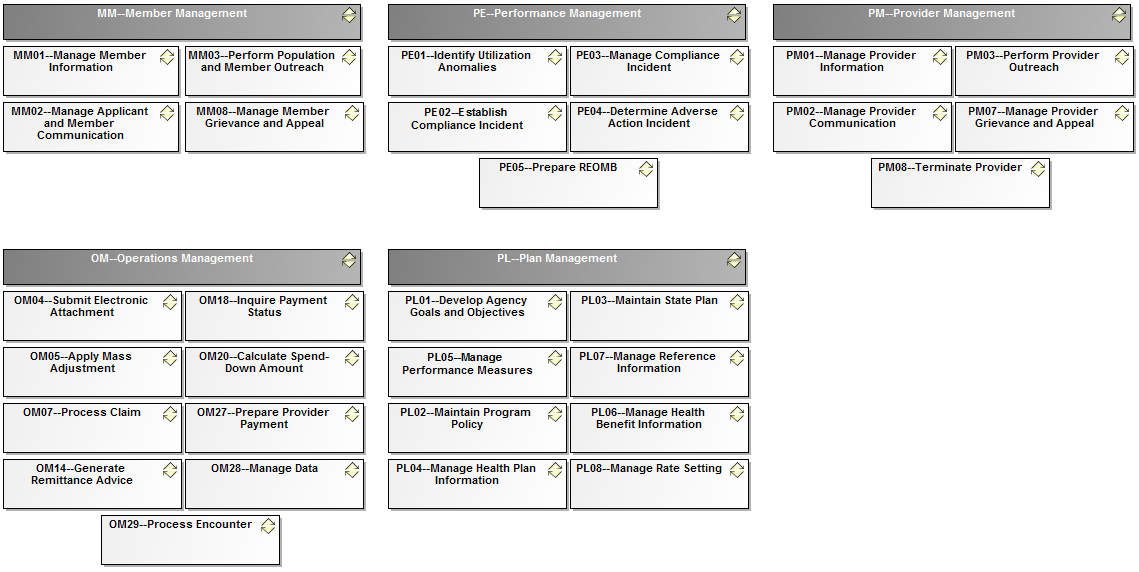 MM--Member Management
MM01--Manage Member
Information
MM03--Perform Population
and Member Outreach
MM02--Manage Applicant
and Member
Communication
MM08--Manage Member
Grievance and Appeal
PE--Performance Management
PE01--Identify Utilization
Anomalies
PE03--Manage Compliance
Incident
PE02--Establish
Compliance Incident
PE04--Determine Adverse
Action Incident
PE05--Prepare REOMB
PM--Provider Management
PM01--Manage Provider
Information
PM03--Perform Provider
Outreach
PM02--Manage Provider
Communication
PM07--Manage Provider
Grievance and Appeal
PM08--Terminate Provider
OM--Operations Management
OM04--Submit Electronic
Attachment
OM18--Inquire Payment
Status
OM05--Apply Mass
Adjustment
OM20--Calculate Spend-
Down Amount
OM07--Process Claim
OM27--Prepare Provider
Payment
OM14--Generate
Remittance Advice
OM28--Manage Data
OM29--Process Encounter
PL--Plan Management
PL01--Develop Agency
Goals and Objectives
PL03--Maintain State Plan
PL05--Manage
Performance Measures
PL07--Manage Reference
Information
PL02--Maintain Program
Policy
PL06--Manage Health
Benefit Information
PL04--Manage Health Plan
Information
PL08--Manage Rate Setting